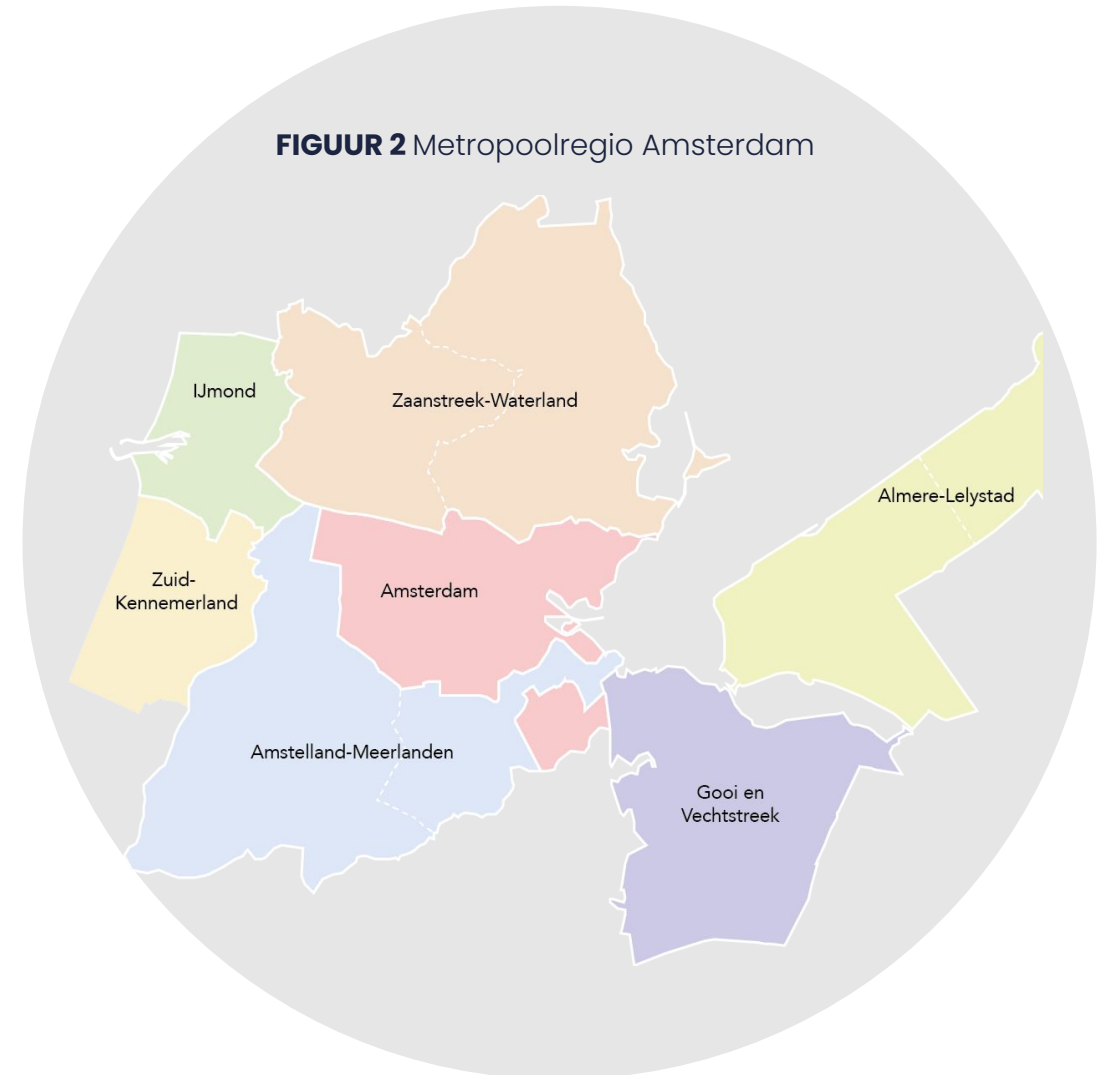 FIGUUR 2 Metropoolregio Amsterdam
IJmond
Zaanstreek-Waterland
Almere-Lelystad
Zuid-
Kennemerland
Amsterdam
Amstelland-Meerlanden
Gooi en
Vechtstreek